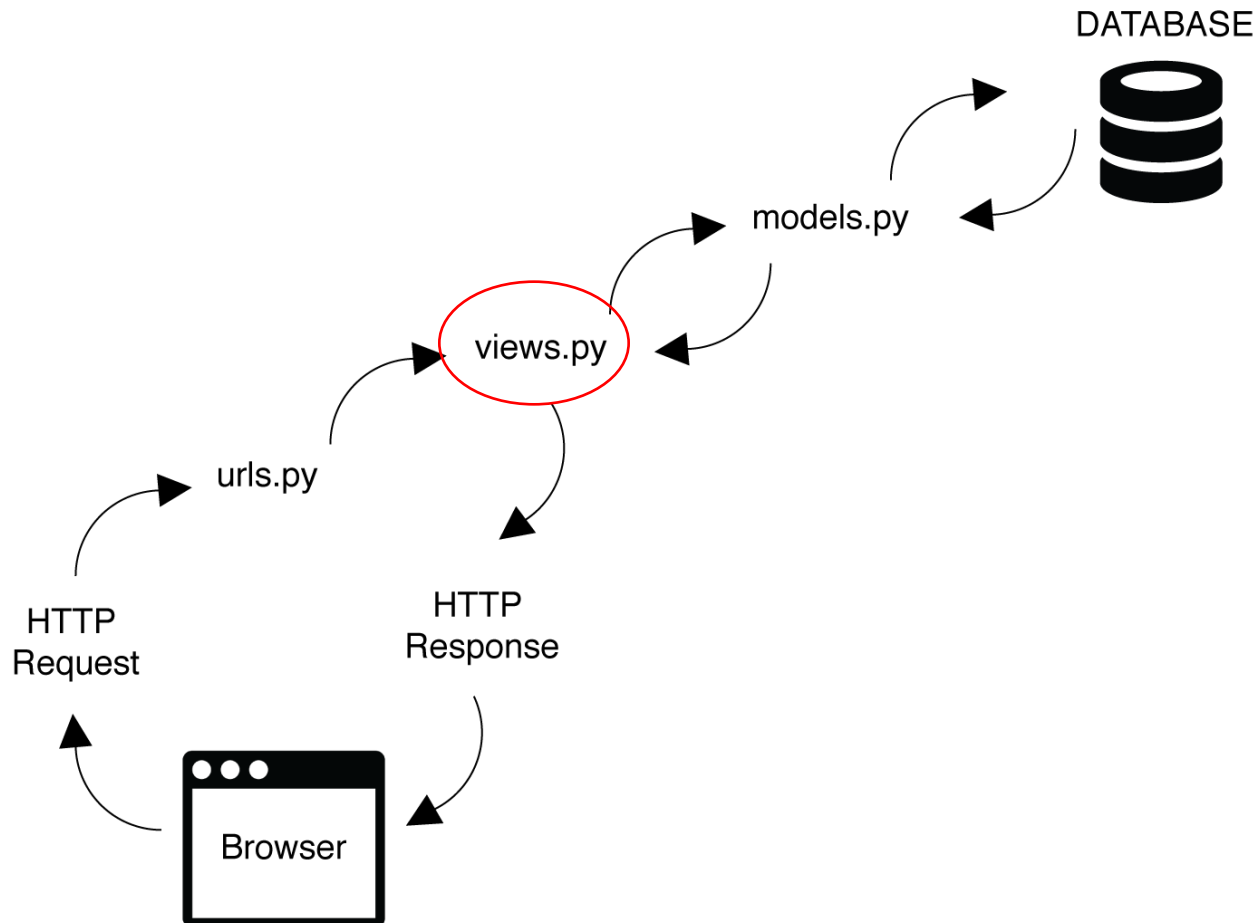 DATABASE
models.py
views.py
urls.py
HTTP
Request
HTTP
Response
Browser